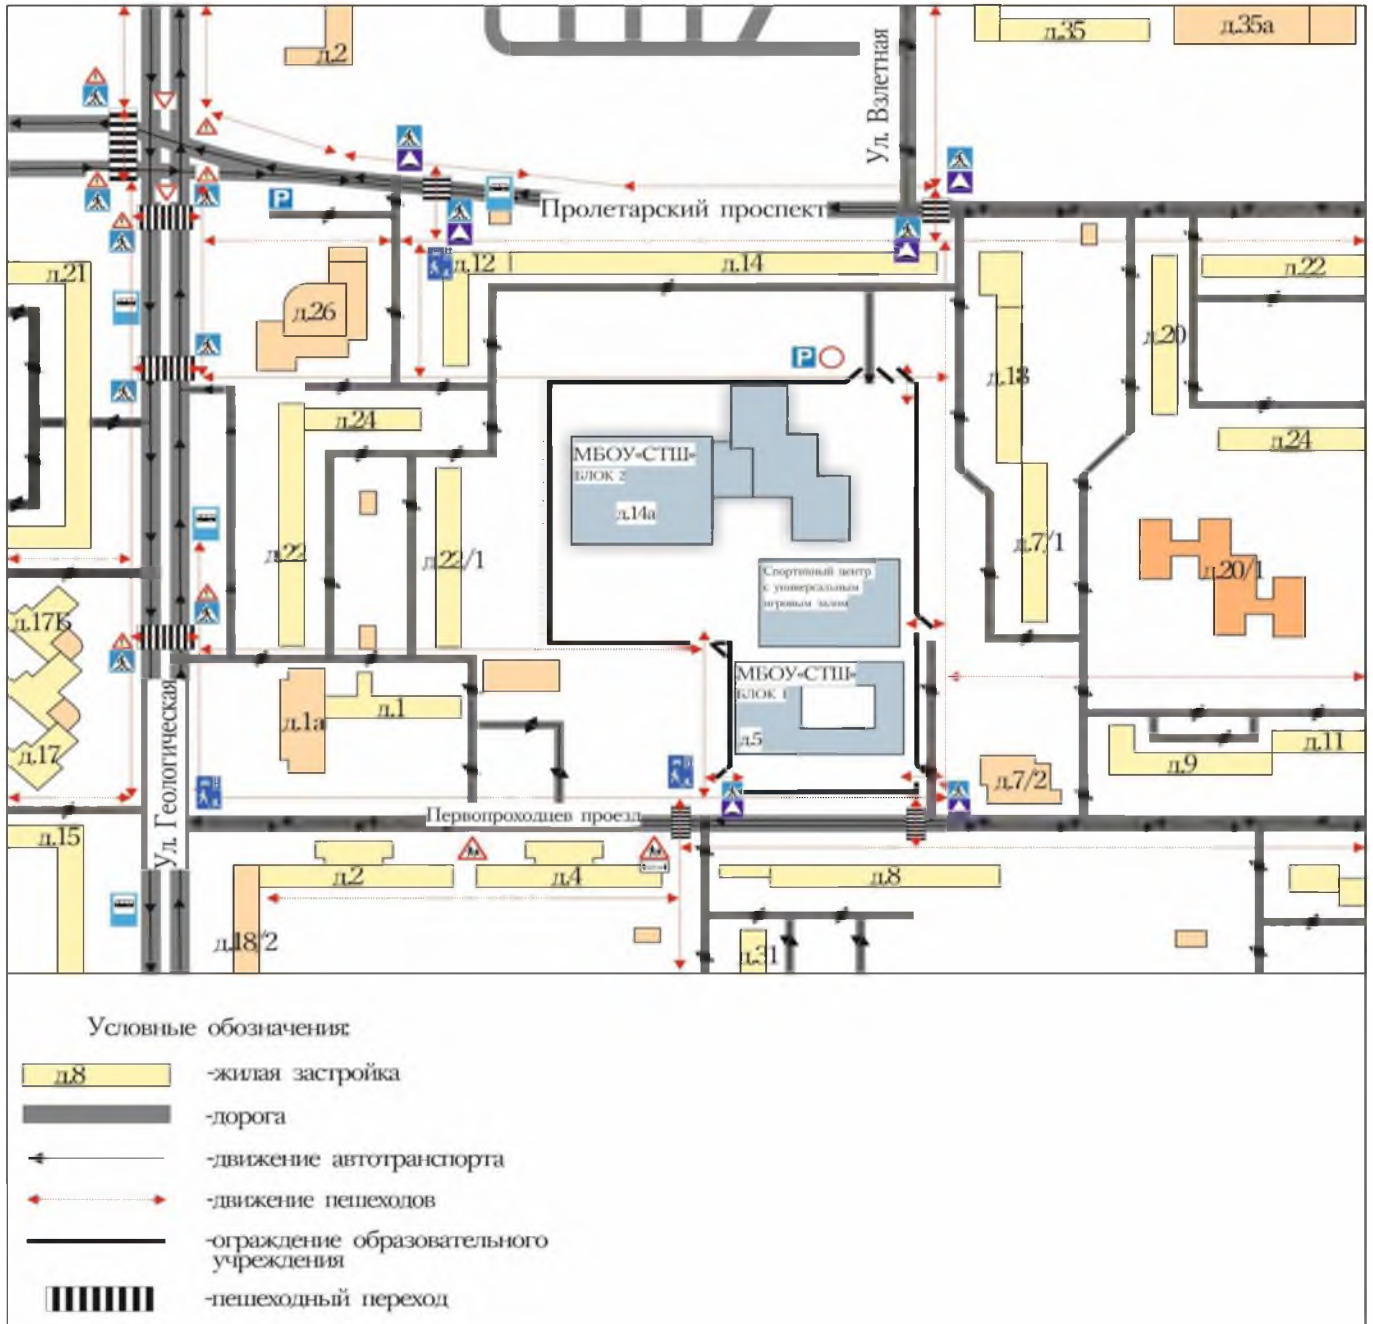 д.2
Ул. Взлетная
д.35
д.35а
P
Пролетарский проспект
д.21
д.26
д.12
д.14
д.22
д.20
P
д.18
д.24
д.24
МБОУ«СТШ»
БЛОК 2
д.14а
д.22
д.22/1
д.7/1
д.20/1
Спортивный центр
с универсальным
игровым залом
д.17Б
д.17
д.1а
д.1
МБОУ«СТШ»
БЛОК 1
д.5
Ул. Геологическая
д.7/2
д.9
д.11
Первопроходцев проезд
д.15
д.2
д.4
д.8
д.18/2
д.31
Условные обозначения:
д.8
-жилая застройка
-дорога
-движение автотранспорта
-движение пешеходов
-ограждение образовательного
учреждения
-пешеходный переход